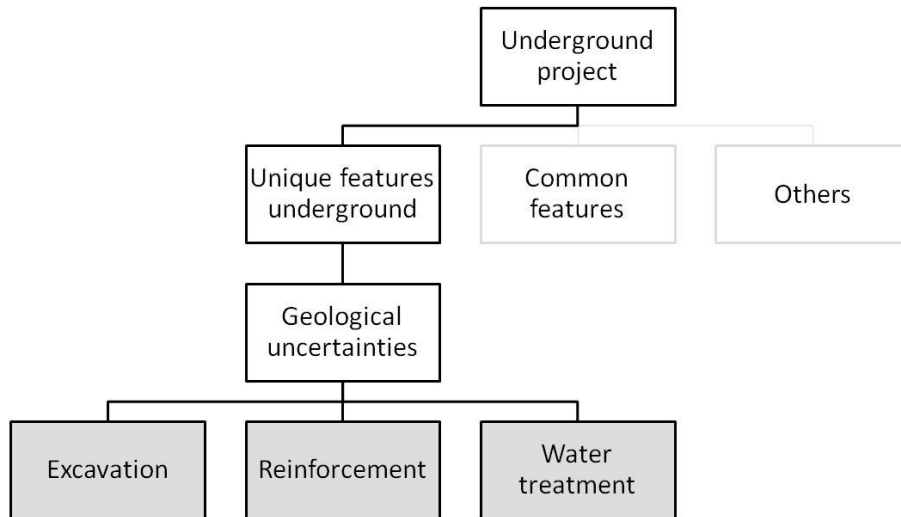 Underground
project
Unique features
underground
Common
features
Others
Geological
uncertainties
Excavation
Reinforcement
Water
treatment